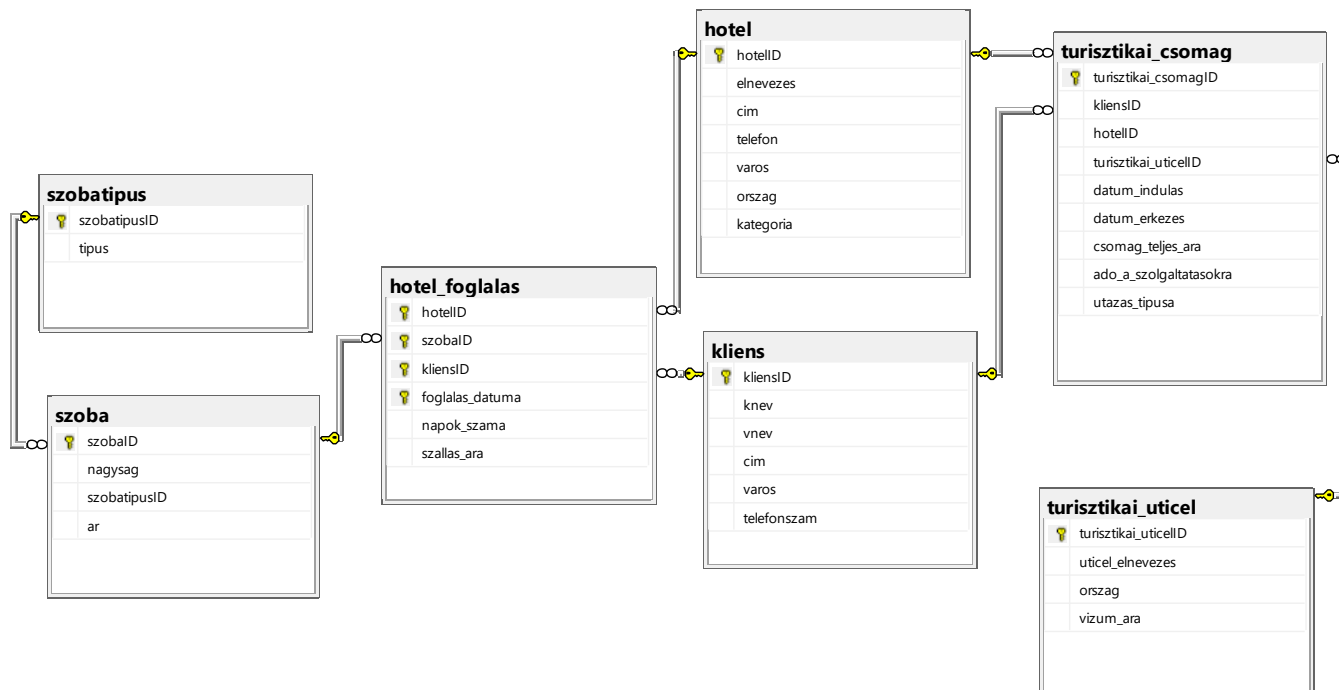 hotel
hotelID
elnevezes
cim
telefon
varos
orszag
kategoria
turisztikai_csomag
turisztikai_csomagID
kliensID
hotelID
turisztikai_uticelID
datum_indulas
datum_erkezes
csomag_teljes_ara
ado_a_szolgaltatasokra
utazas_tipusa
szobatipus
szobatipusID
tipus
hotel_foglalas
hotelID
szobaID
kliensID
foglalas_datuma
napok_szama
szallas_ara
kliens
kliensID
knev
vnev
cim
varos
telefonszam
szoba
szobaID
nagysag
szobatipusID
ar
turisztikai_uticel
turisztikai_uticelID
uticel_elnevezes
orszag
vizum_ara